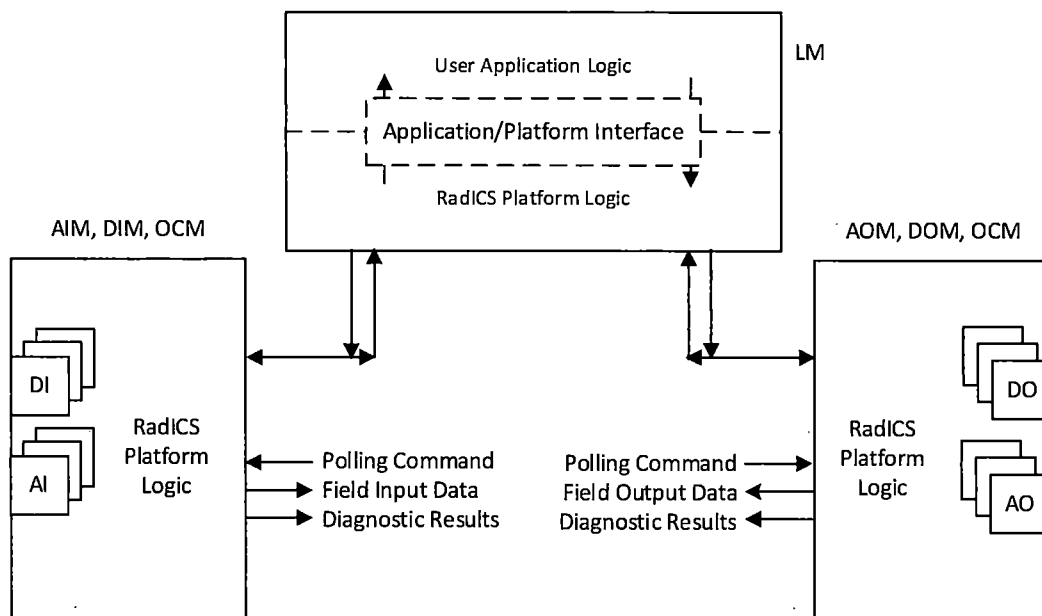 LM
User Application Logic
Application/Platform Interface
RadICS Platform Logic
AIM, DIM, OCM
AOM, DOM, OCM
DI
AI
RadICS
Platform
Logic
Polling Command
Field Input Data
Diagnostic Results
Polling Command
Field Output Data
Diagnostic Results
RadICS
Platform
Logic
DO
AO